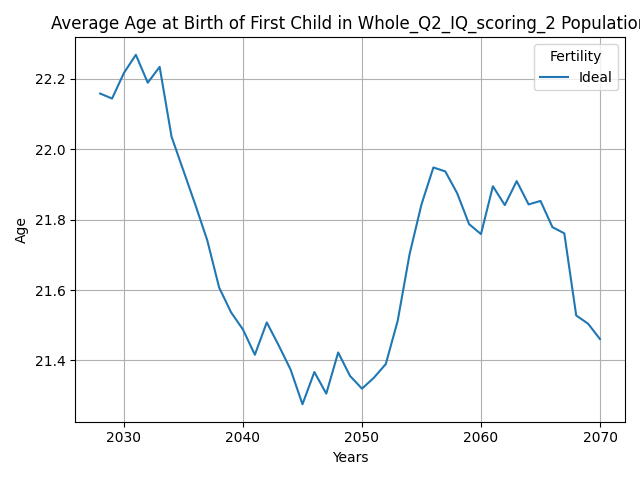 Average Age at Birth of First Child in Whole_Q2_IQ_scoring_2 Population
Fertility
Ideal
22.2
22.0
21.8
21.6
21.4
Age
2030 2040 2050 2060 2070
Years